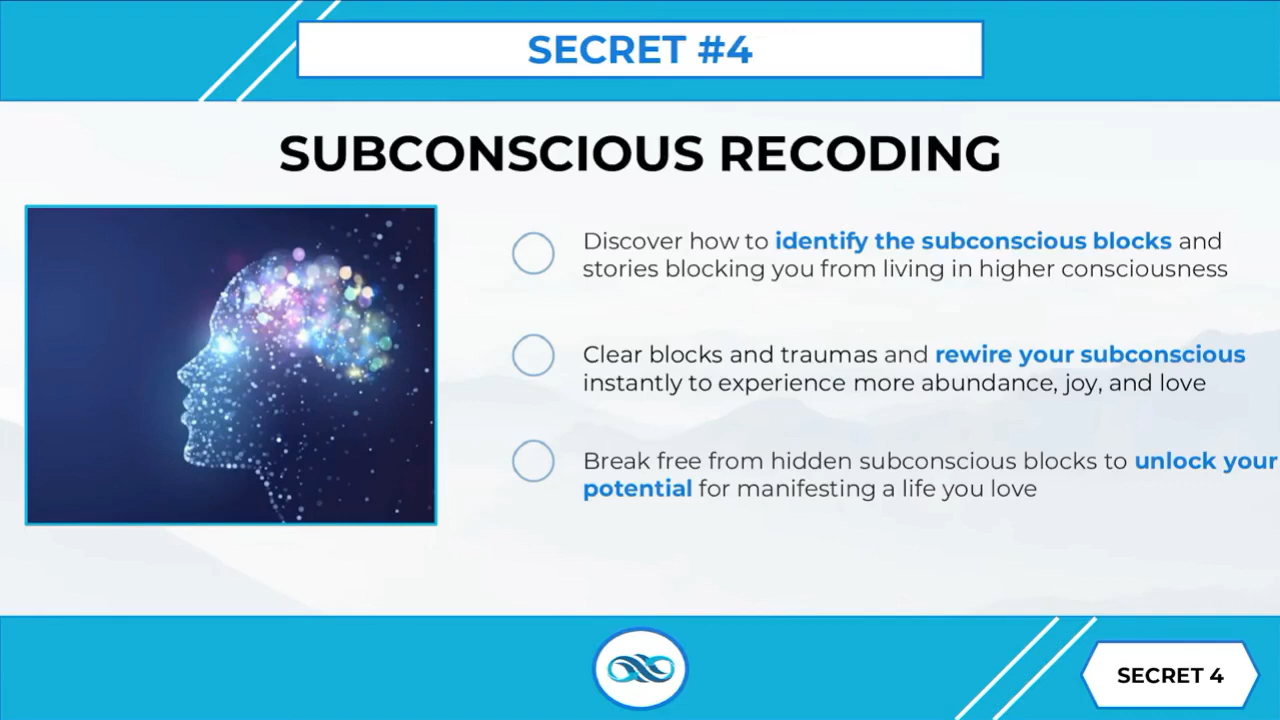 SECRET #4
SUBCONSCIOUS RECODING
Discover how to identify the subconscious blocks and
stories blocking you from living in higher consciousness
Clear blocks and traumas and rewire your subconscious
instantly to experience more abundance, joy, and love
Break free from hidden subconscious blocks to unlock your
potential for manifesting a life you love
SECRET 4